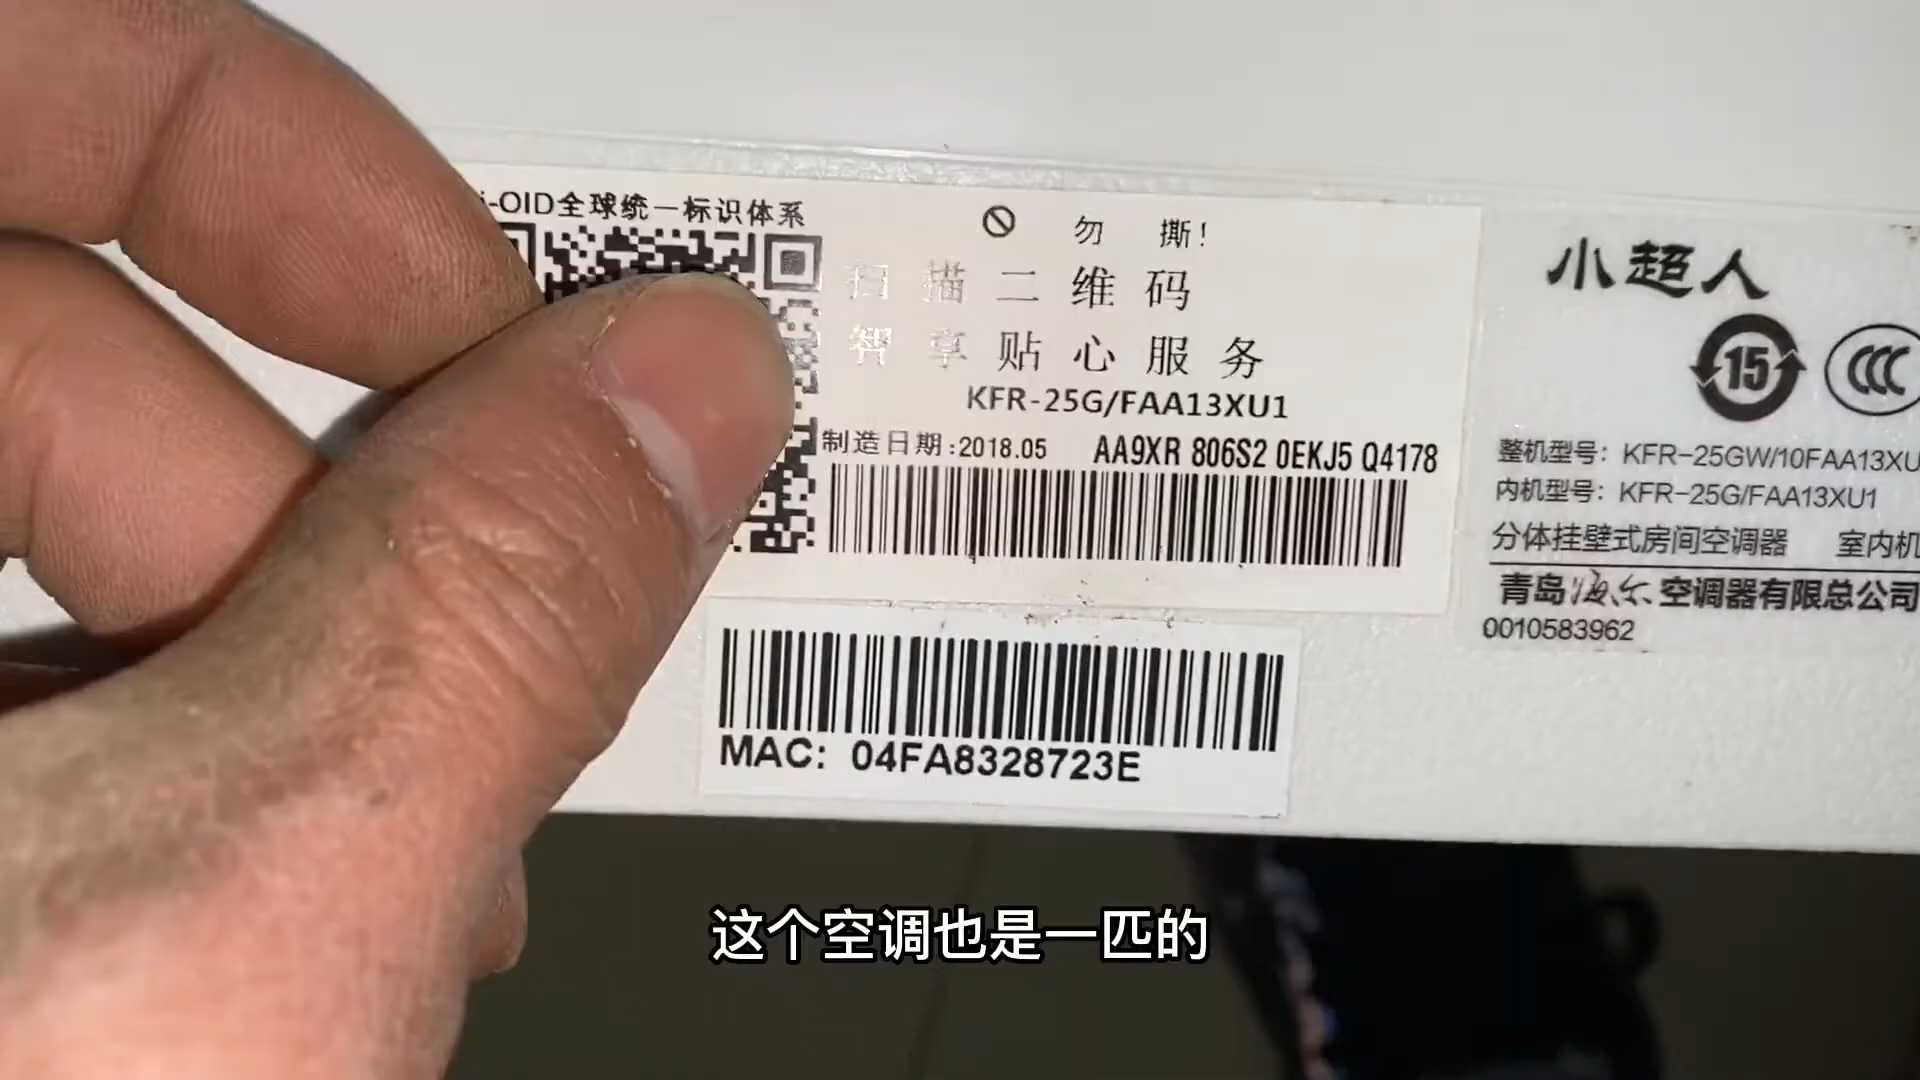 i-OID全球统一标识体系
勿 撕!
扫描二维码
智享贴心服务
KFR-25G/FAA13XU1
制造日期:2018.05 AA9XR 806S2 0EKJ5 Q4178
MAC: 04FA8328723E
小超人
15
CCC
整机型号: KFR-25GW/10FAA13XU
内机型号: KFR-25G/FAA13XU1
分体挂壁式房间空调器 室内机
青岛海尔空调器有限总公司
0010583962
这个空调也是一匹的